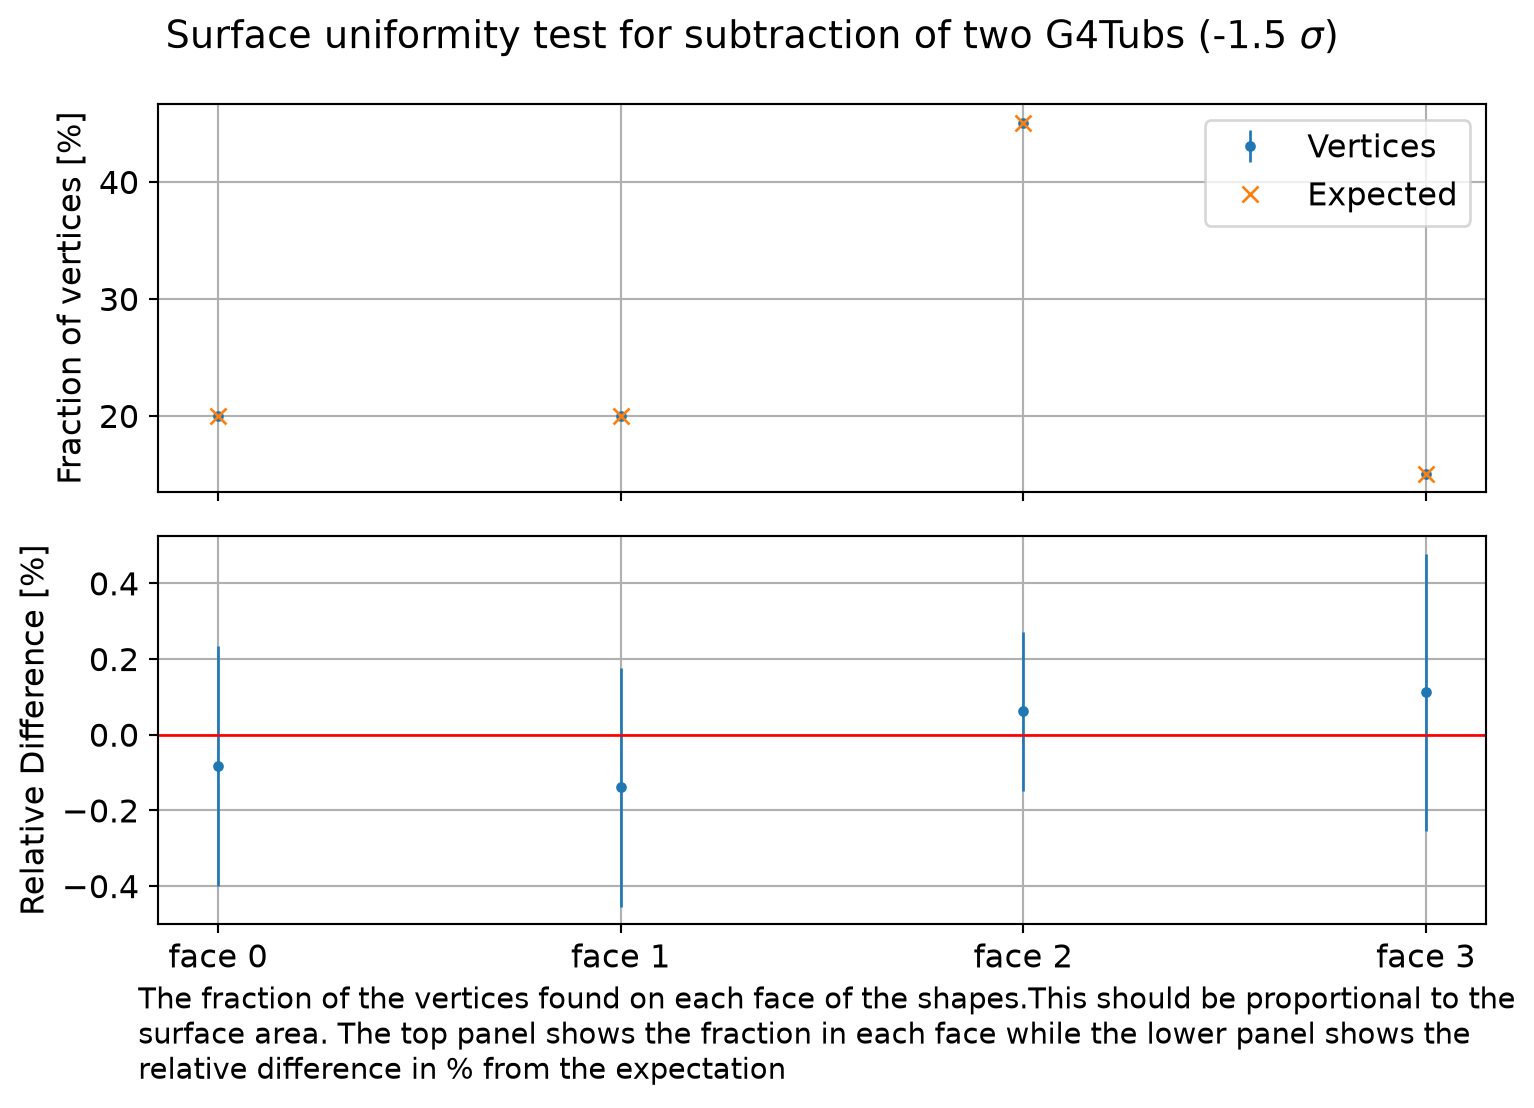 Surface uniformity test for subtraction of two G4Tubs (-1.5 σ)
Fraction of vertices [%]
40
30
20
Vertices
Expected
Relative Difference [%]
0.4
0.2
0.0
−0.2
−0.4
face 0
face 1
face 2
face 3
The fraction of the vertices found on each face of the shapes.This should be proportional to the
surface area. The top panel shows the fraction in each face while the lower panel shows the
relative difference in % from the expectation